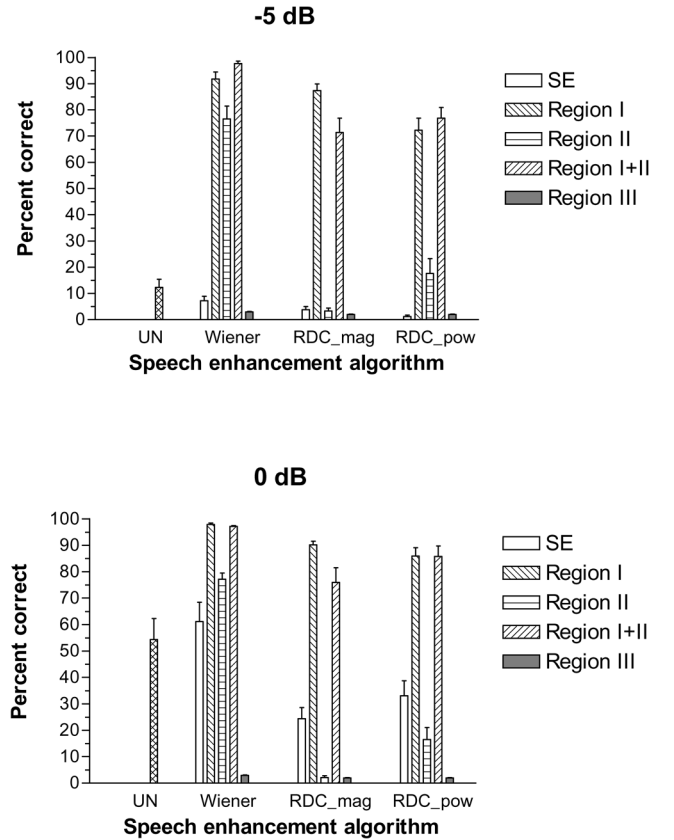 -5 dB
Percent correct
100
90
80
70
60
50
40
30
20
10
0
UN Wiener RDC_mag RDC_pow
Speech enhancement algorithm
SE
Region I
Region II
Region I+II
Region III
0 dB
Percent correct
100
90
80
70
60
50
40
30
20
10
0
UN Wiener RDC_mag RDC_pow
Speech enhancement algorithm
SE
Region I
Region II
Region I+II
Region III